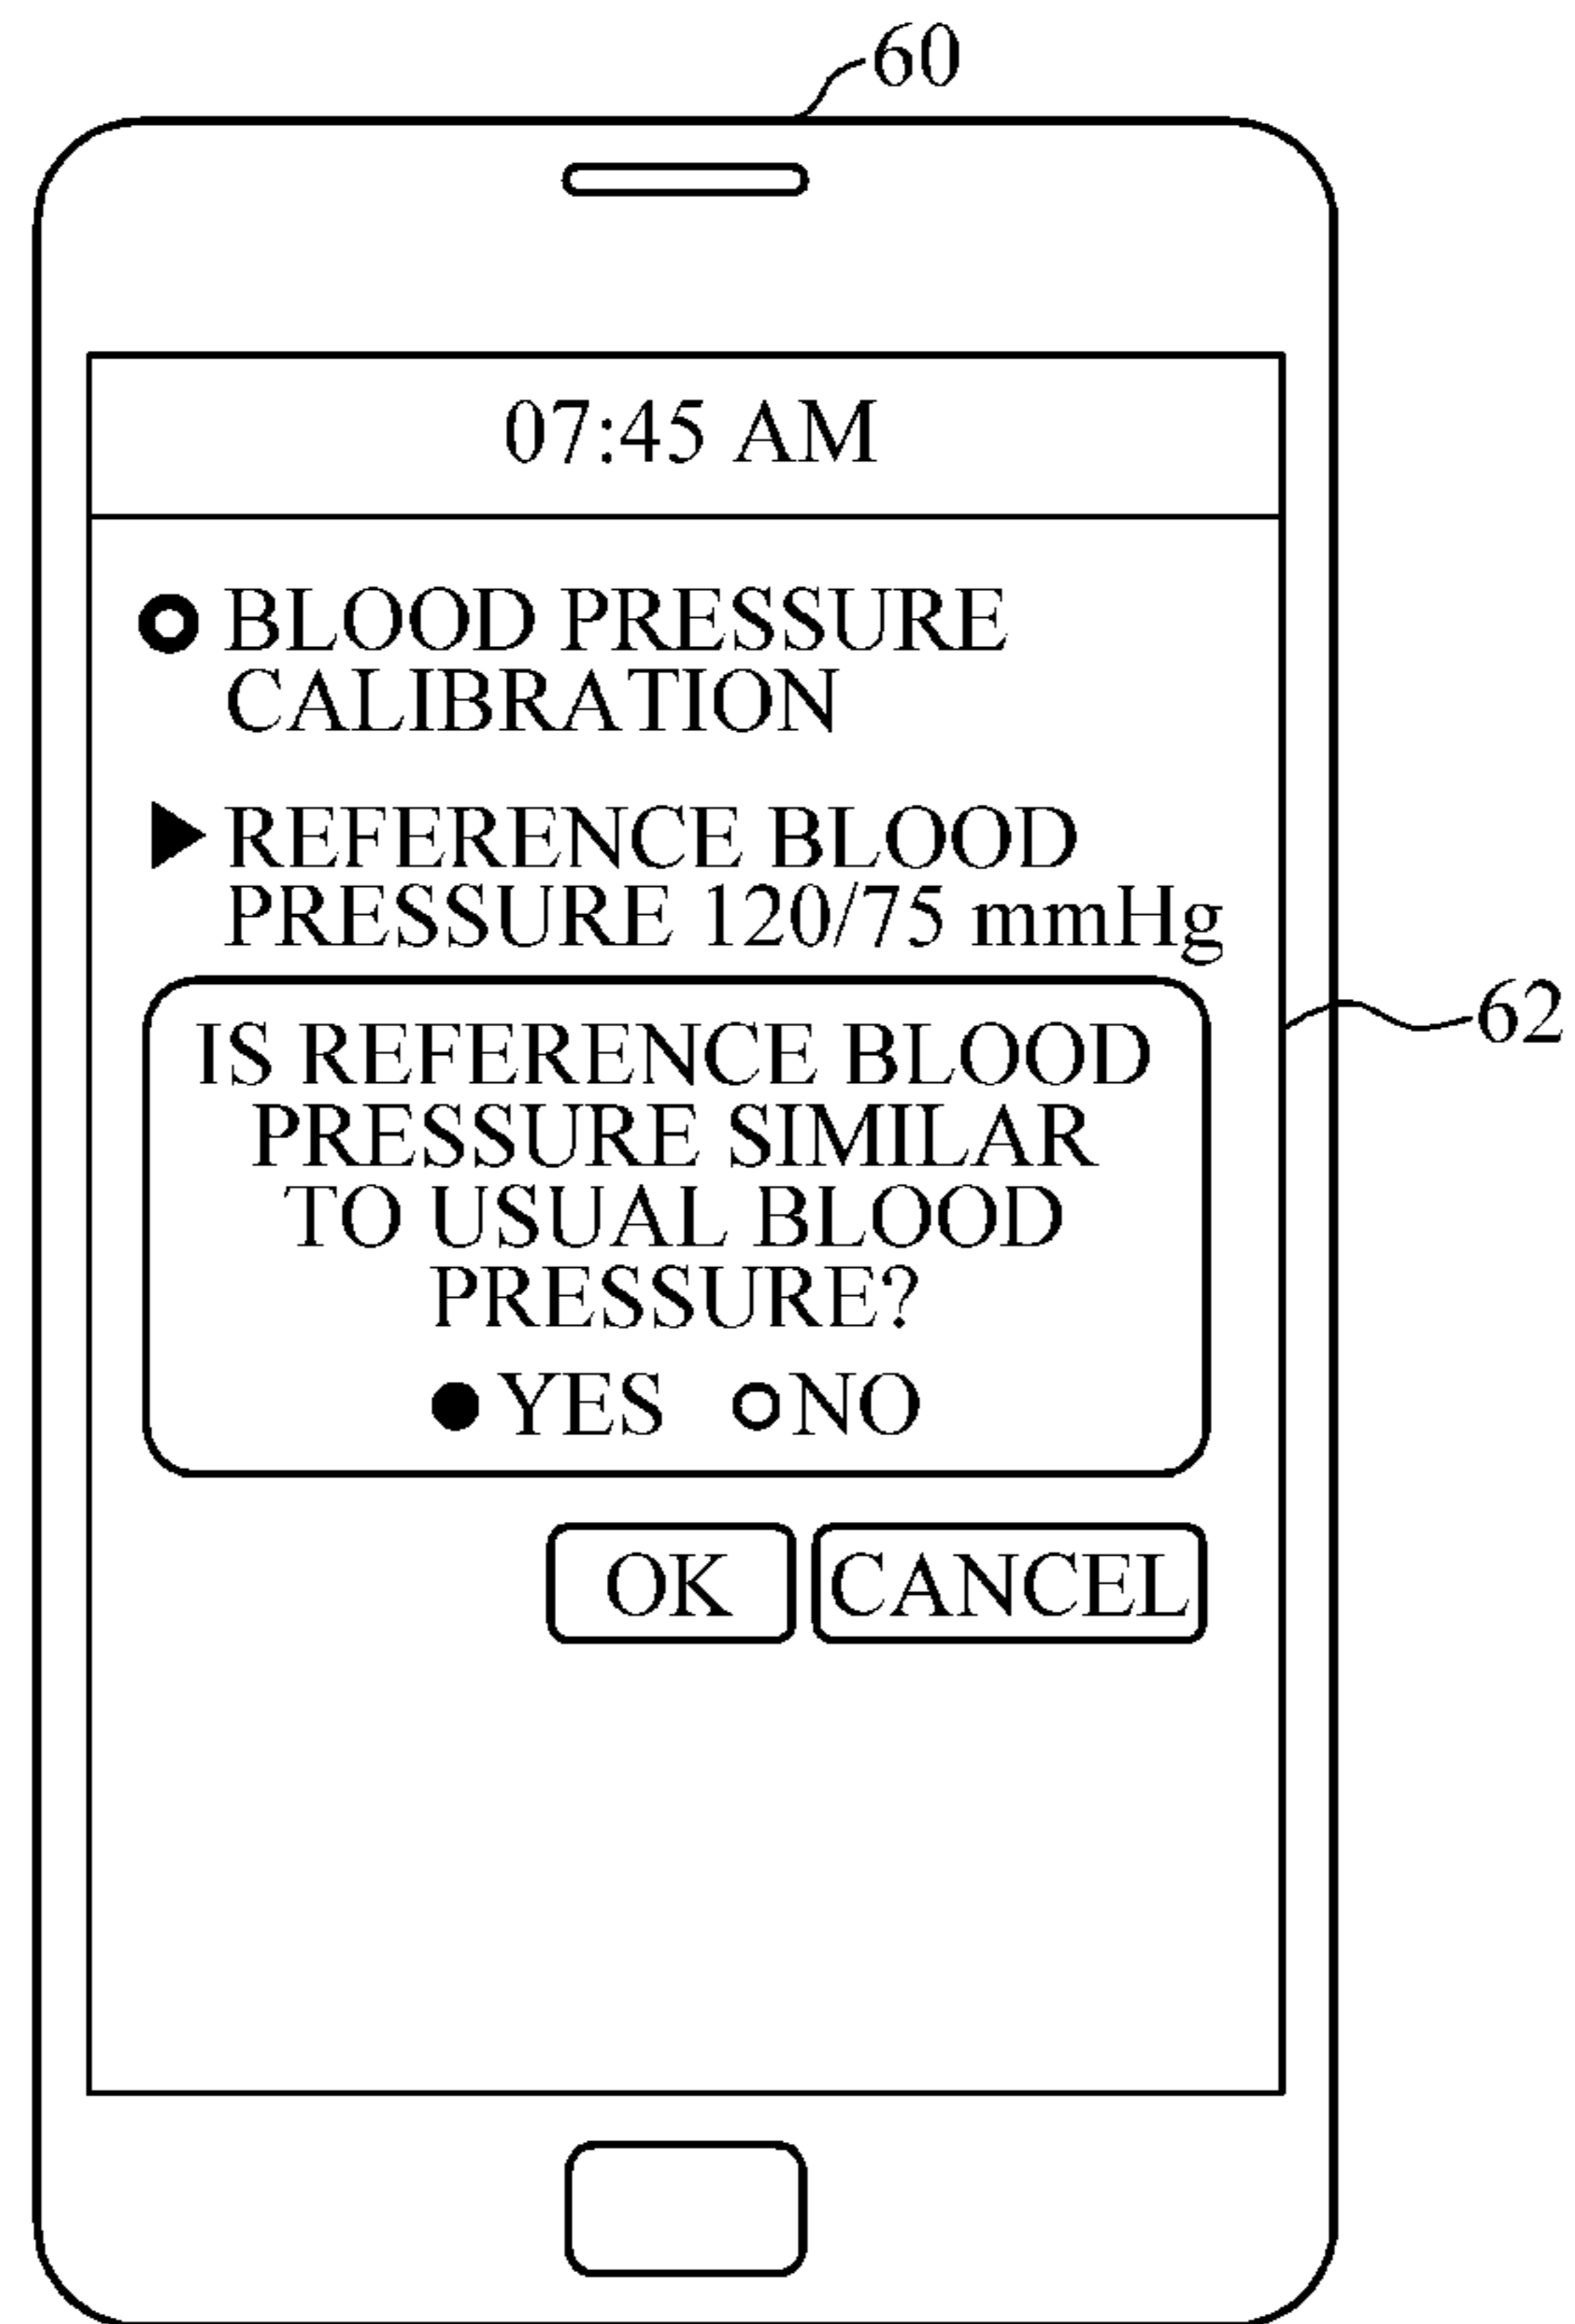 60
07:45 AM
BLOOD PRESSURE
CALIBRATION
REFERENCE BLOOD
PRESSURE 120/75 mmHg
62
IS REFERENCE BLOOD
PRESSURE SIMILAR
TO USUAL BLOOD
PRESSURE?
YES NO
OK CANCEL